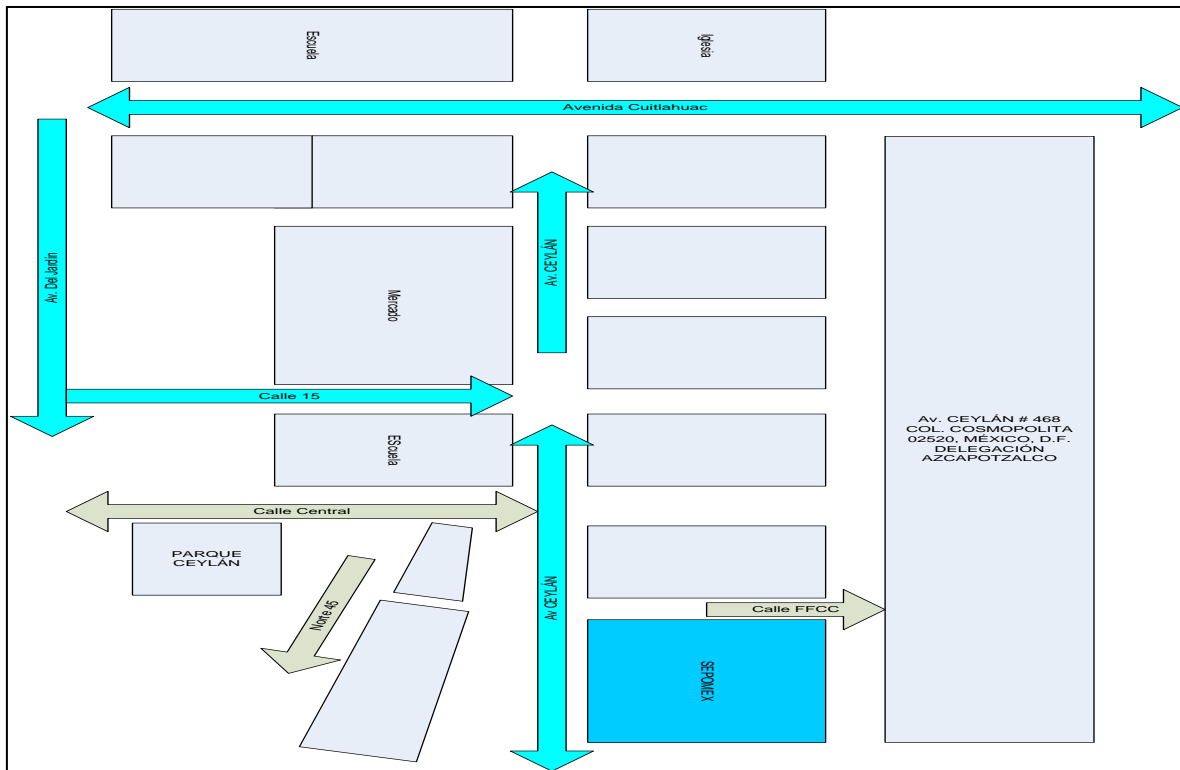 Escuela
Iglesia
Avenida Cuitlahuac
Av. Del Jardín
Av. CEYLÁN
Mercado
Calle 15
EScuela
Av. CEYLÁN # 468
COL. COSMOPOLITA
02520, MÉXICO, D.F.
DELEGACIÓN
AZCAPOTZALCO
Calle Central
PARQUE
CEYLÁN
Norte 45
Av CEYLÁN
Calle FFCC
SEPOMEX